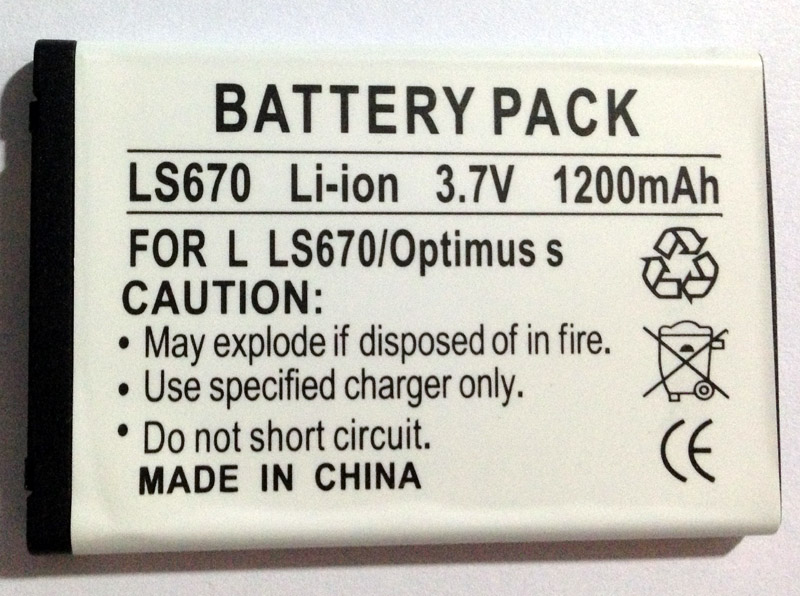 BATTERY PACK
LS670 Li-ion 3.7V 1200mAh
FOR L LS670/Optimus s
CAUTION:
• May explode if disposed of in fire.
• Use specified charger only.
• Do not short circuit.
MADE IN CHINA
CE